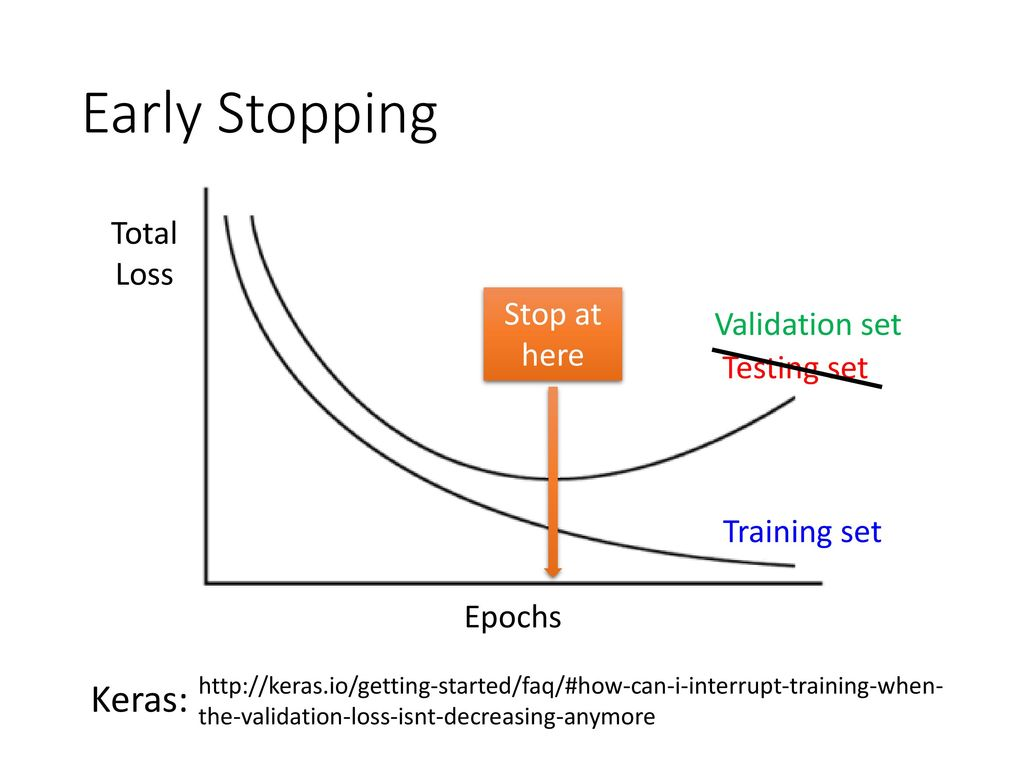 Early Stopping
Total
Loss
Stop at
here
Validation set
Testing set
Training set
Epochs
Keras:
http://keras.io/getting-started/faq/#how-can-i-interrupt-training-when-
the-validation-loss-isnt-decreasing-anymore